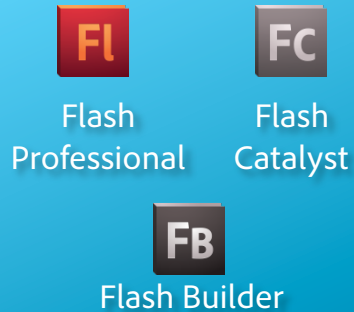 Fl
Fc
Flash
Professional
Flash
Catalyst
Fb
Flash Builder